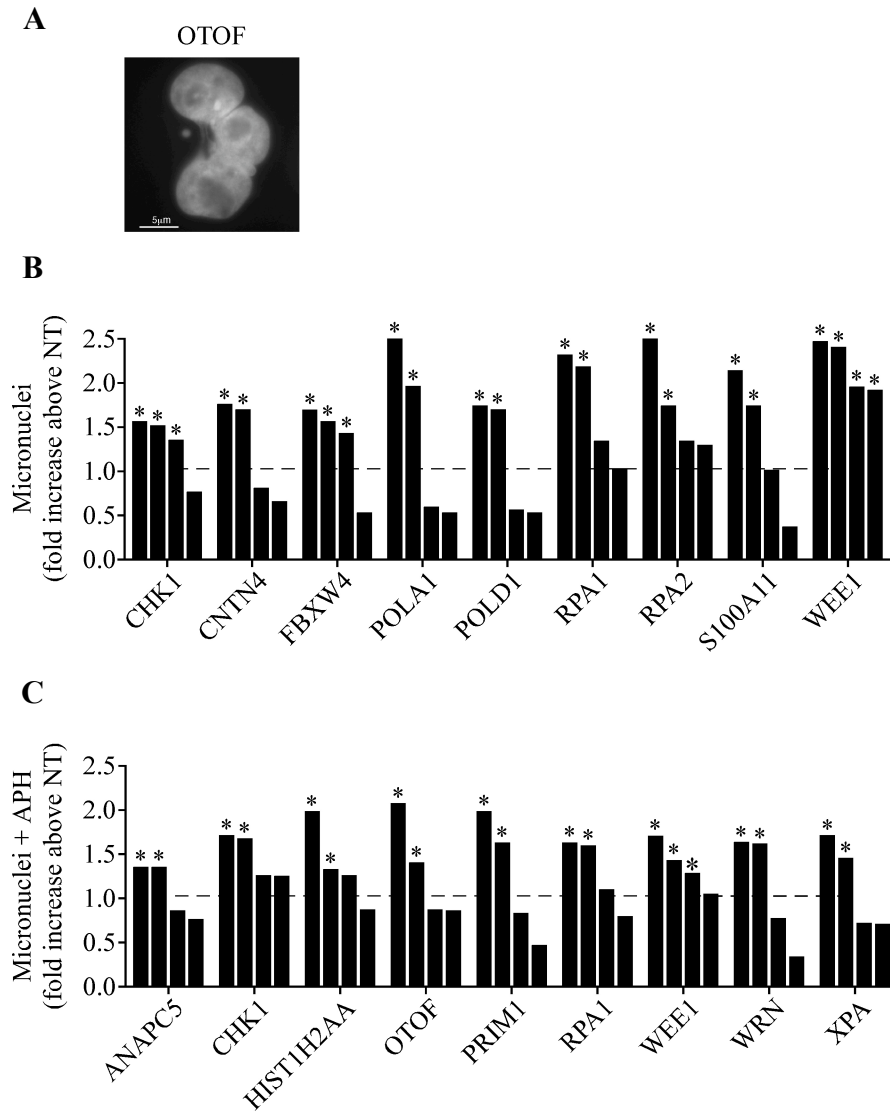 A
OTOF
5μm
B
Micronuclei
(fold increase above NT)
2.5
2.0
1.5
1.0
0.5
0.0
* * * * * * * * * * * * * * * * * * * * * *
CHK1 CNTN4 FBXW4 POLA1 POLD1 RPA1 RPA2 S100A11 WEE1
C
Micronuclei + APH
(fold increase above NT)
2.5
2.0
1.5
1.0
0.5
0.0
* * * * * * * * * * * * * * * * * * *
ANAPC5 CHK1 HIST1H2AA OTOF PRIM1 RPA1 WEE1 WRN XPA